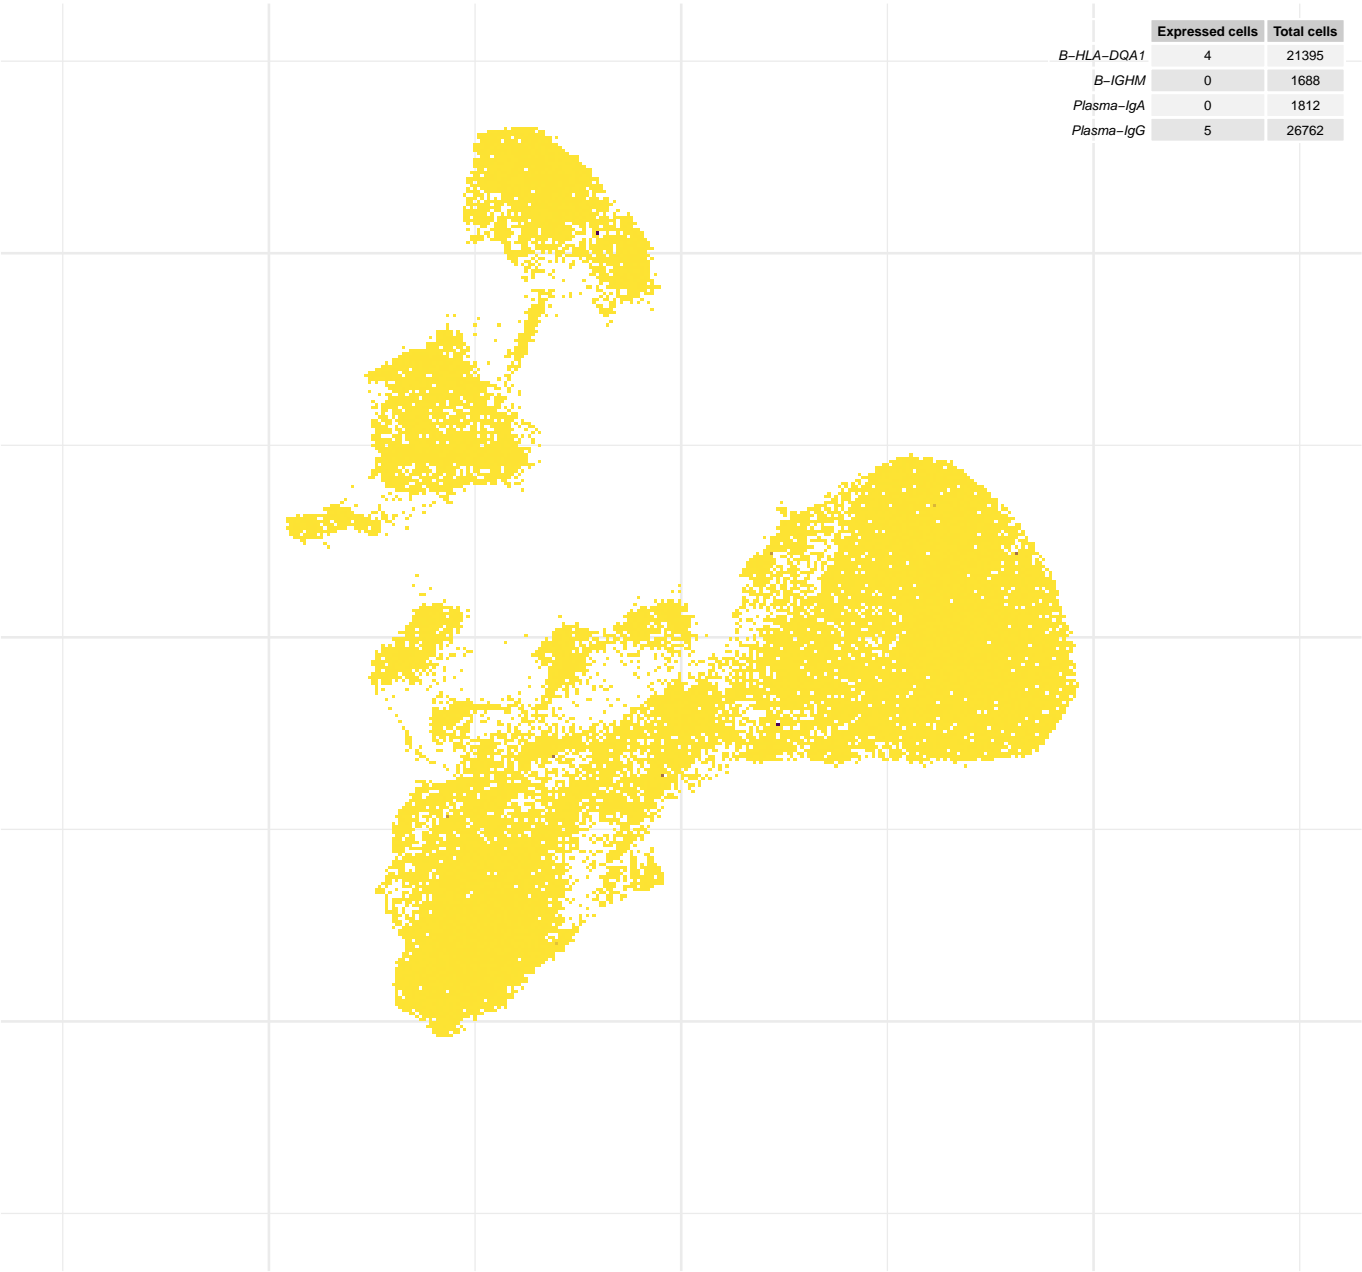 Expressed cells Total cells
B−HLA−DQA1 4 21395
B−IGHM 0 1688
Plasma−IgA 0 1812
Plasma−IgG 5 26762